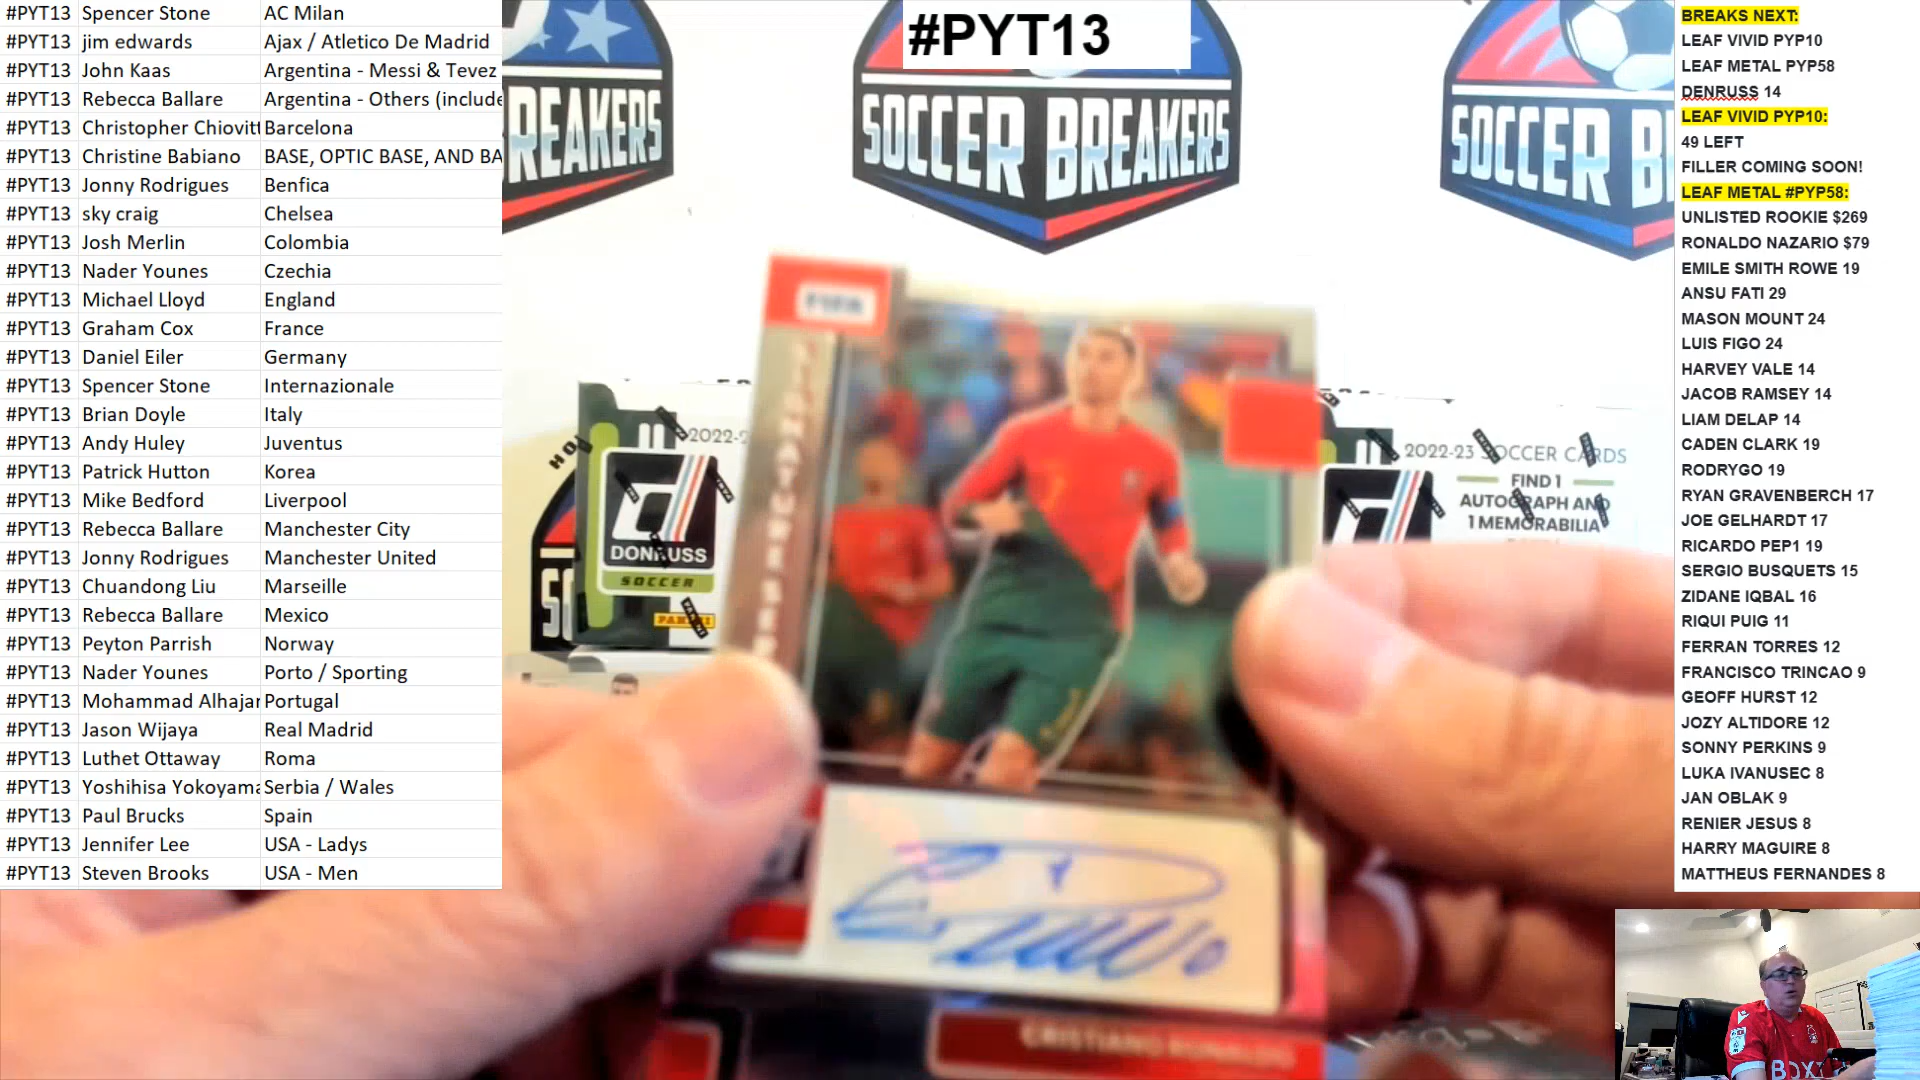 #PYT13 Spencer Stone AC Milan
#PYT13 jim edwards Ajax / Atletico De Madrid
#PYT13 John Kaas Argentina - Messi & Tevez
#PYT13 Rebecca Ballare Argentina - Others (include
#PYT13 Christopher Chiovitt Barcelona
#PYT13 Christine Babiano BASE, OPTIC BASE, AND BA
#PYT13 Jonny Rodrigues Benfica
#PYT13 sky craig Chelsea
#PYT13 Josh Merlin Colombia
#PYT13 Nader Younes Czechia
#PYT13 Michael Lloyd England
#PYT13 Graham Cox France
#PYT13 Daniel Eiler Germany
#PYT13 Spencer Stone Internazionale
#PYT13 Brian Doyle Italy
#PYT13 Andy Huley Juventus
#PYT13 Patrick Hutton Korea
#PYT13 Mike Bedford Liverpool
#PYT13 Rebecca Ballare Manchester City
#PYT13 Jonny Rodrigues Manchester United
#PYT13 Chuandong Liu Marseille
#PYT13 Rebecca Ballare Mexico
#PYT13 Peyton Parrish Norway
#PYT13 Nader Younes Porto / Sporting
#PYT13 Mohammad Alhajar Portugal
#PYT13 Jason Wijaya Real Madrid
#PYT13 Luthet Ottaway Roma
#PYT13 Yoshihisa Yokoyama Serbia / Wales
#PYT13 Paul Brucks Spain
#PYT13 Jennifer Lee USA - Ladys
#PYT13 Steven Brooks USA - Men
#PYT13
REAKERS
SOCCER BREAKERS
SOCCER B
FIFA
2022-2
DONRUSS
SOCCER
PANINI
2022-23 SOCCER CARDS
FIND 1
AUTOGRAPH AND
1 MEMORABILIA
CRISTIANO RONALDO
BREAKS NEXT:
LEAF VIVID PYP10
LEAF METAL PYP58
DENRUSS 14
LEAF VIVID PYP10:
49 LEFT
FILLER COMING SOON!
LEAF METAL #PYP58:
UNLISTED ROOKIE $269
RONALDO NAZARIO $79
EMILE SMITH ROWE 19
ANSU FATI 29
MASON MOUNT 24
LUIS FIGO 24
HARVEY VALE 14
JACOB RAMSEY 14
LIAM DELAP 14
CADEN CLARK 19
RODRYGO 19
RYAN GRAVENBERCH 17
JOE GELHARDT 17
RICARDO PEP1 19
SERGIO BUSQUETS 15
ZIDANE IQBAL 16
RIQUI PUIG 11
FERRAN TORRES 12
FRANCISCO TRINCAO 9
GEOFF HURST 12
JOZY ALTIDORE 12
SONNY PERKINS 9
LUKA IVANUSEC 8
JAN OBLAK 9
RENIER JESUS 8
HARRY MAGUIRE 8
MATTHEUS FERNANDES 8